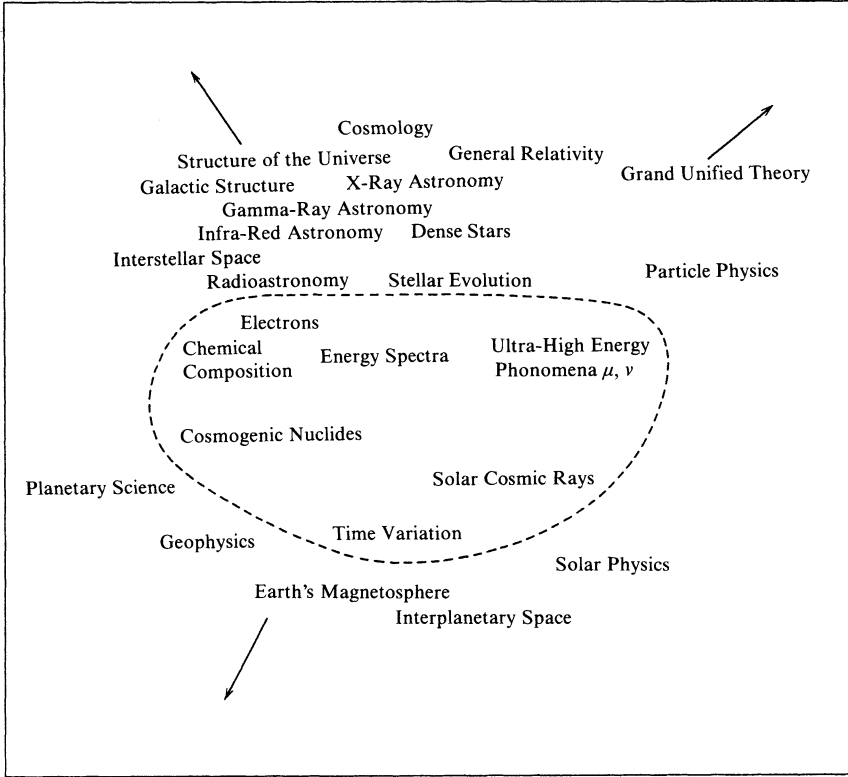 Cosmology
Structure of the Universe
General Relativity
Grand Unified Theory
Galactic Structure
X-Ray Astronomy
Gamma-Ray Astronomy
Infra-Red Astronomy
Dense Stars
Interstellar Space
Particle Physics
Radioastronomy
Stellar Evolution
Electrons
Chemical
Composition
Energy Spectra
Ultra-High Energy
Phonomena μ, ν
Cosmogenic Nuclides
Solar Cosmic Rays
Planetary Science
Time Variation
Geophysics
Solar Physics
Earth's Magnetosphere
Interplanetary Space